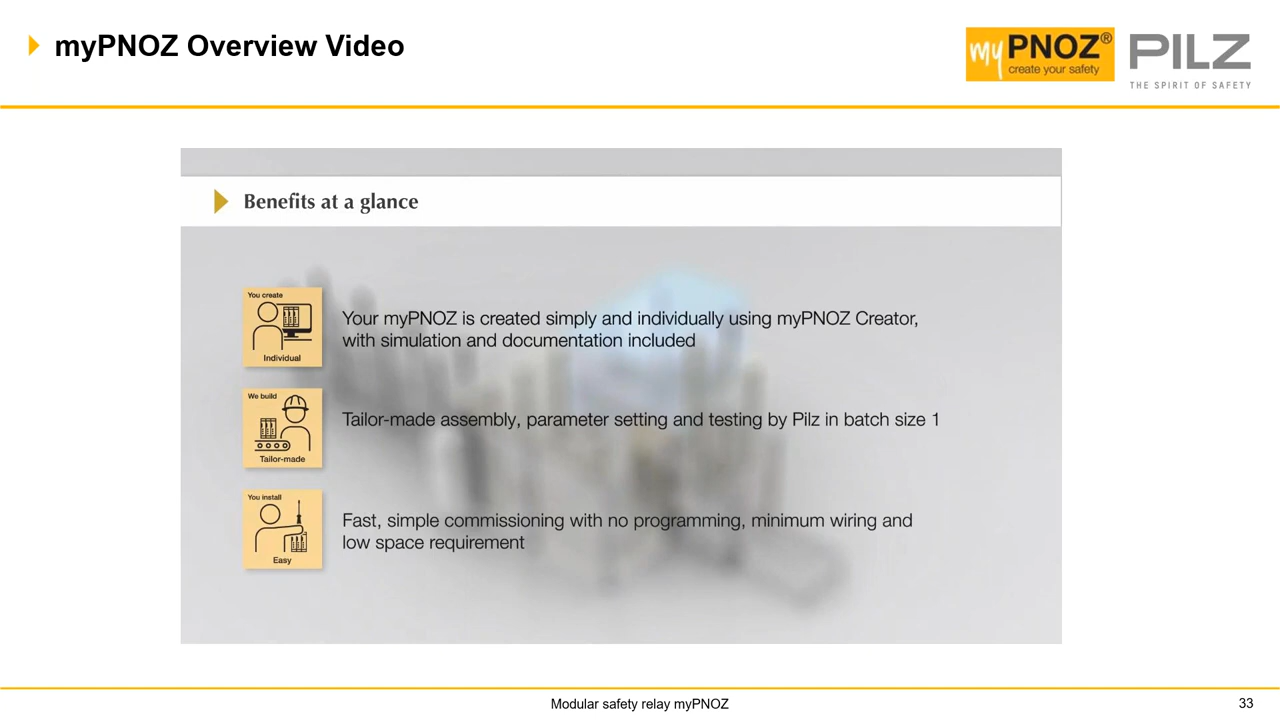 myPNOZ Overview Video
my PNOZ®
create your safety
PILZ
THE SPIRIT OF SAFETY
Benefits at a glance
You create
Individual
Your myPNOZ is created simply and individually using myPNOZ Creator,
with simulation and documentation included
We build
Tailor-made
Tailor-made assembly, parameter setting and testing by Pilz in batch size 1
You install
Easy
Fast, simple commissioning with no programming, minimum wiring and
low space requirement
Modular safety relay myPNOZ
33